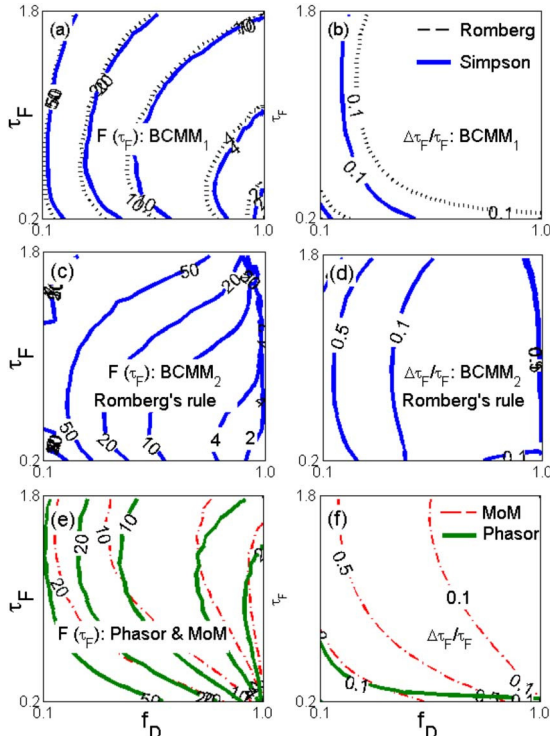 1.8
(a)
50
20
10
4
4
10
10
2
F (τF): BCMM1
τF
0.2
(b)
Romberg
Simpson
0.1
0.1
0.1
ΔτF/τF: BCMM1
τF
0.1
1.0
1.8
(c)
50
20
F (τF): BCMM2
Romberg's rule
50
20
10
4
2
τF
0.2
(d)
0.5
0.1
ΔτF/τF: BCMM2
Romberg's rule
0.1
0.1
1.0
1.8
(e)
20
10
10
20
F (τF): Phasor & MoM
50
20
τF
0.2
0.1
1.0
fD
(f)
MoM
Phasor
0.5
0.1
ΔτF/τF
0.1
0.1
0.1
τF
0.1
1.0
fD